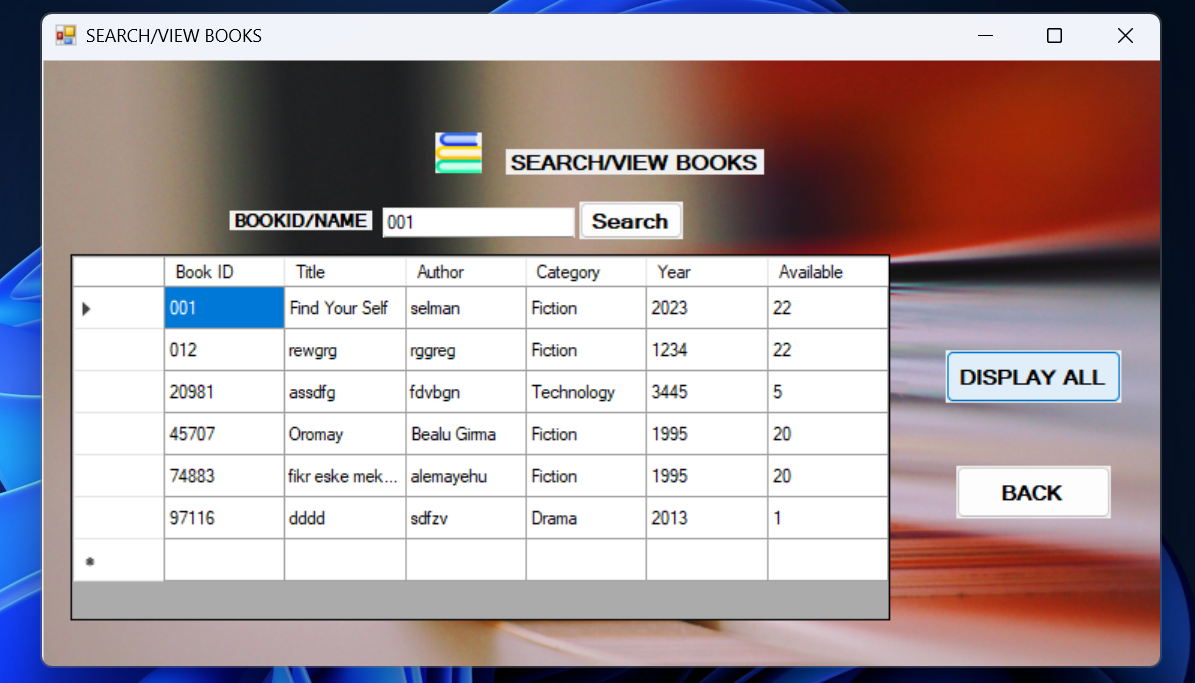 SEARCH/VIEW BOOKS
SEARCH/VIEW BOOKS
BOOKID/NAME 001 Search
Book ID Title Author Category Year Available
001 Find Your Self selman Fiction 2023 22
012 rewgrg rggreg Fiction 1234 22
20981 assdfg fdvbgn Technology 3445 5
45707 Oromay Bealu Girma Fiction 1995 20
74883 fikr eske mek... alemayehu Fiction 1995 20
97116 dddd sdfzv Drama 2013 1
DISPLAY ALL
BACK